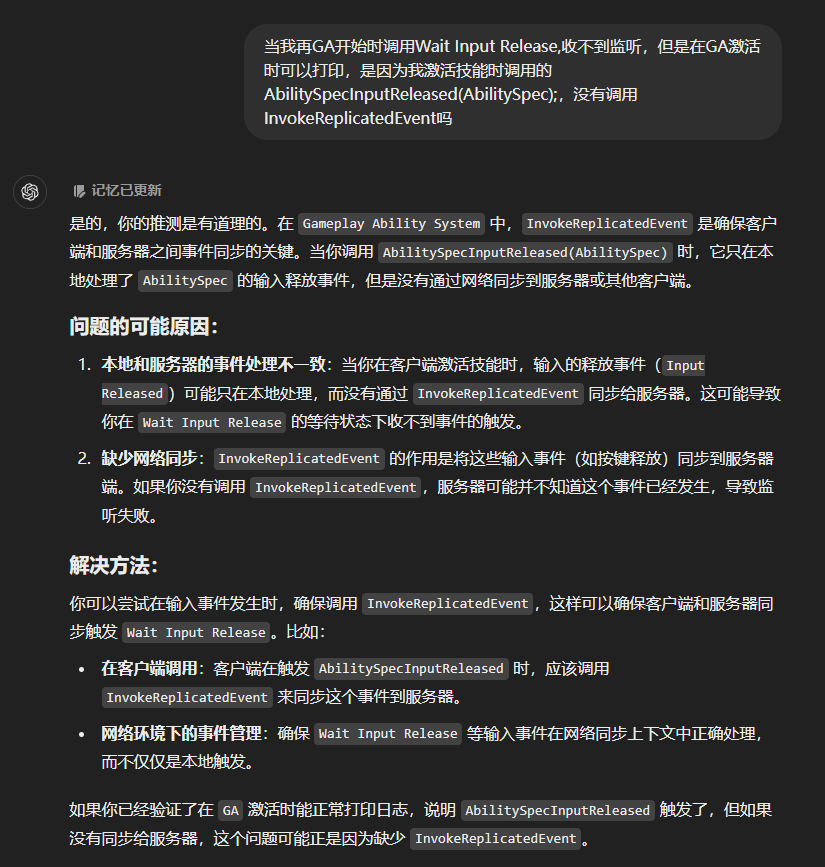 当我再GA开始时调用Wait Input Release,收不到监听，但是在GA激活
时可以打印，是因为我激活技能时调用的
AbilitySpecInputReleased(AbilitySpec);，没有调用
InvokeReplicatedEvent吗
记忆已更新
是的，你的推测是有道理的。在 Gameplay Ability System 中，InvokeReplicatedEvent 是确保客户
端和服务器之间事件同步的关键。当你调用 AbilitySpecInputReleased(AbilitySpec) 时，它只在本
地处理了 AbilitySpec 的输入释放事件，但是没有通过网络同步到服务器或其他客户端。
问题的可能原因：
1. 本地和服务器的事件处理不一致：当你在客户端激活技能时，输入的释放事件（Input
Released）可能只在本地处理，而没有通过 InvokeReplicatedEvent 同步给服务器。这可能导致
你在 Wait Input Release 的等待状态下收不到事件的触发。
2. 缺少网络同步：InvokeReplicatedEvent 的作用是将这些输入事件（如按键释放）同步到服务器
端。如果你没有调用 InvokeReplicatedEvent，服务器可能并不知道这个事件已经发生，导致监
听失败。
解决方法：
你可以尝试在输入事件发生时，确保调用 InvokeReplicatedEvent，这样可以确保客户端和服务器同
步触发 Wait Input Release。比如：
• 在客户端调用：客户端在触发 AbilitySpecInputReleased 时，应该调用
InvokeReplicatedEvent 来同步这个事件到服务器。
• 网络环境下的事件管理：确保 Wait Input Release 等输入事件在网络同步上下文中正确处理，
而不仅仅是本地触发。
如果你已经验证了在 GA 激活时能正常打印日志，说明 AbilitySpecInputReleased 触发了，但如果
没有同步给服务器，这个问题可能正是因为缺少 InvokeReplicatedEvent。